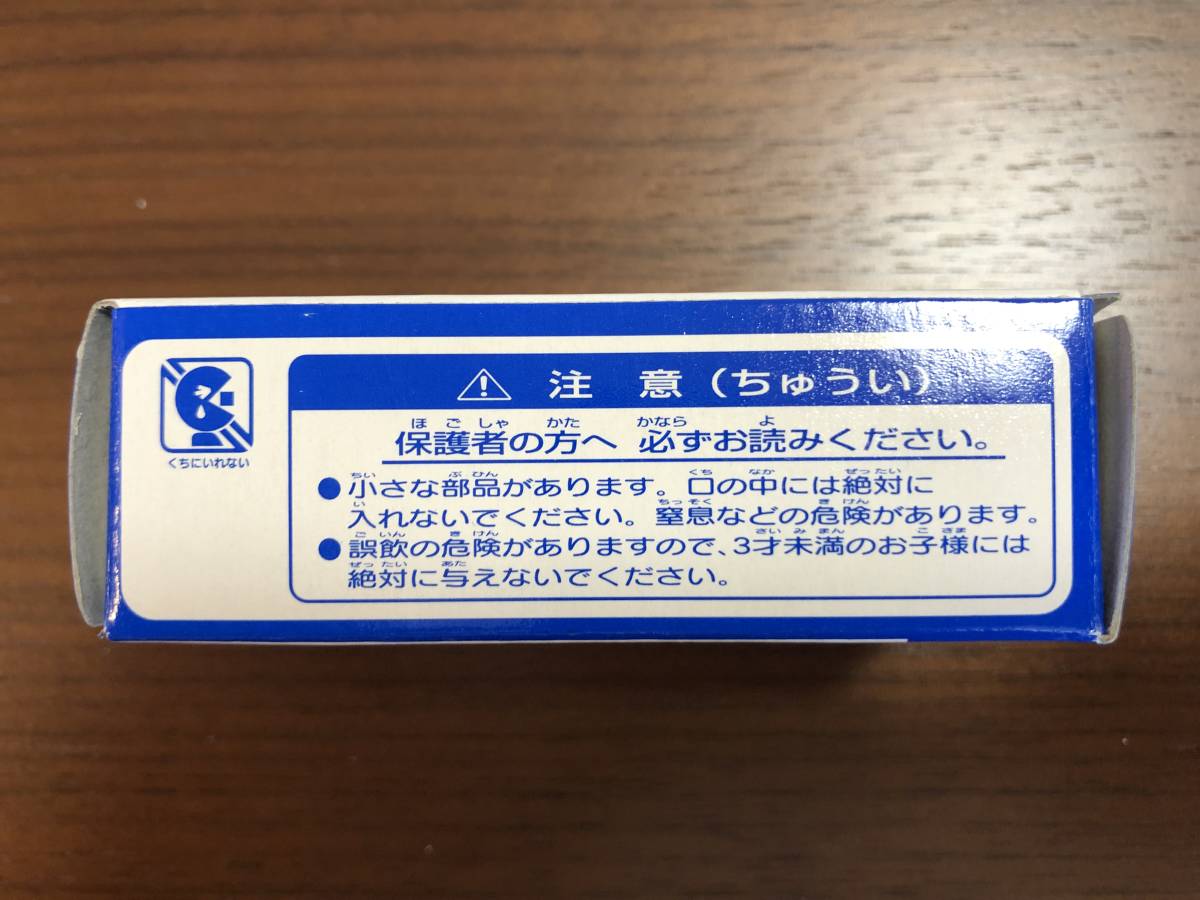 くちにいれない
注意（ちゅうい）
ほごしゃ かた かなら よ
保護者の方へ 必ずお読みください。
ちい ぶひん くち なか ぜったい
●小さな部品があります。口の中には絶対に
い ちっそく きけん
入れないでください。窒息などの危険があります。
ごいん きけん さいみまん こさま
●誤飲の危険がありますので、3才未満のお子様には
ぜったい あた
絶対に与えないでください。